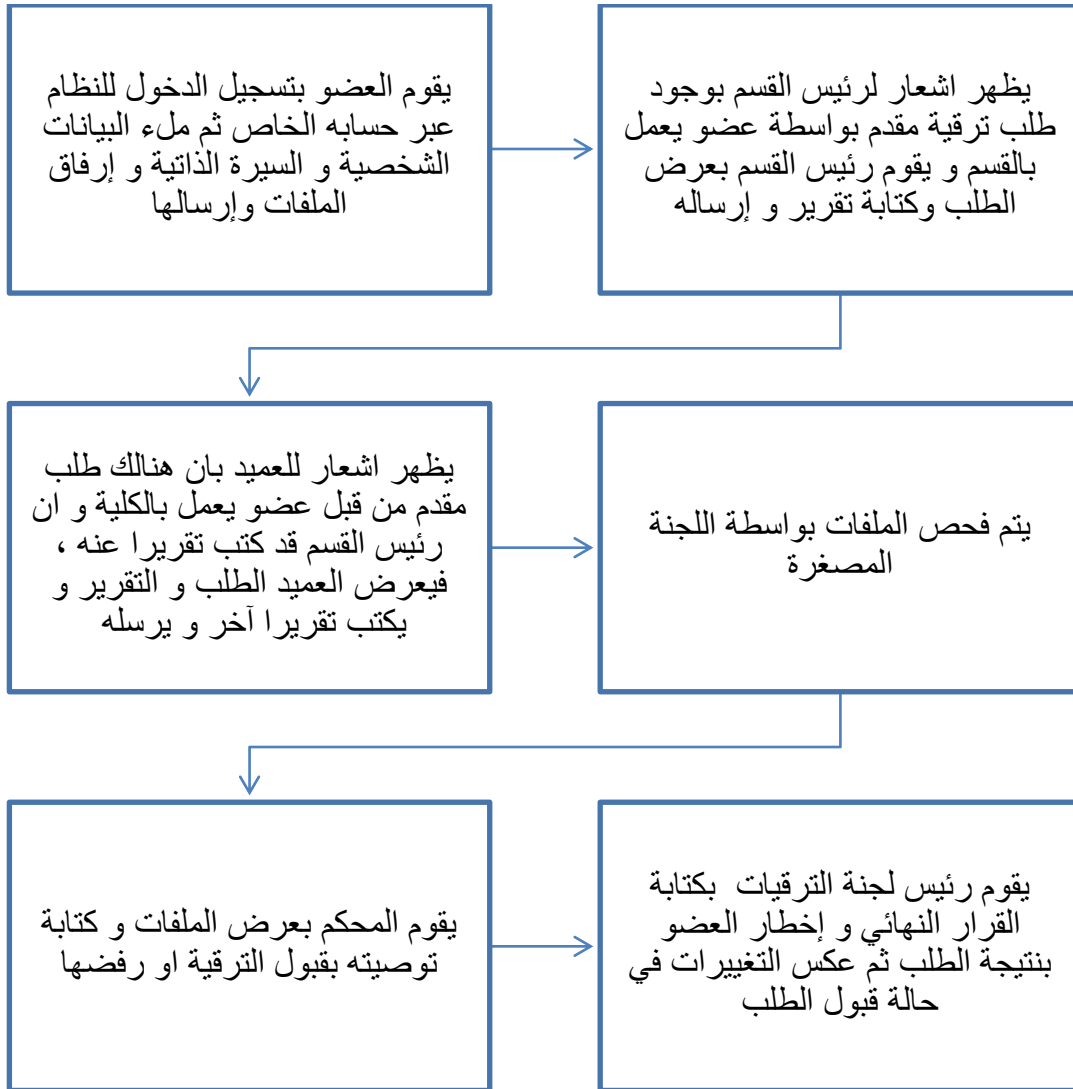 يقوم العضو بتسجيل الدخول للنظام
عبر حسابه الخاص ثم ملء البيانات
الشخصية و السيرة الذاتية و إرفاق
الملفات وإرسالها
يظهر اشعار لرئيس القسم بوجود
طلب ترقية مقدم بواسطة عضو يعمل
بالقسم و يقوم رئيس القسم بعرض
الطلب وكتابة تقرير و إرساله
يظهر اشعار للعميد بان هنالك طلب
مقدم من قبل عضو يعمل بالكلية و ان
رئيس القسم قد كتب تقريرا عنه ،
فيعرض العميد الطلب و التقرير و
يكتب تقريرا آخر و يرسله
يتم فحص الملفات بواسطة اللجنة
المصغرة
يقوم المحكم بعرض الملفات و كتابة
توصيته بقبول الترقية او رفضها
يقوم رئيس لجنة الترقيات بكتابة
القرار النهائي و إخطار العضو
بنتيجة الطلب ثم عكس التغييرات في
حالة قبول الطلب